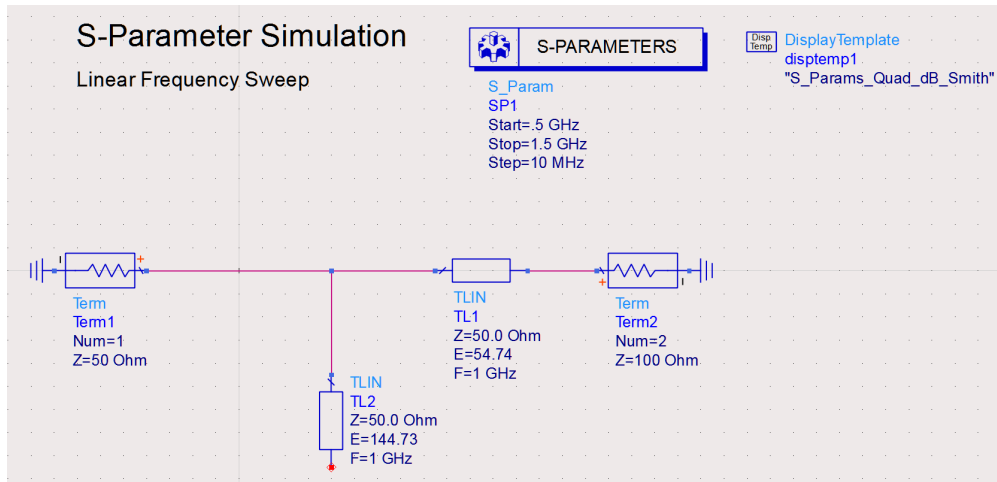 S-Parameter Simulation
Linear Frequency Sweep
S-PARAMETERS
S_Param
SP1
Start=.5 GHz
Stop=1.5 GHz
Step=10 MHz
Disp
Temp
DisplayTemplate
disptemp1
"S_Params_Quad_dB_Smith"
Term
Term1
Num=1
Z=50 Ohm
TLIN
TL2
Z=50.0 Ohm
E=144.73
F=1 GHz
TLIN
TL1
Z=50.0 Ohm
E=54.74
F=1 GHz
Term
Term2
Num=2
Z=100 Ohm